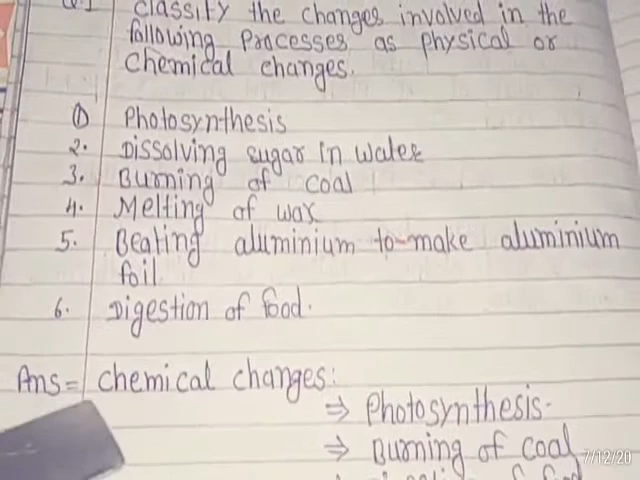 Q.1 classify the changes involved in the
following Processes as physical or
chemical changes.
① Photosynthesis
2. Dissolving sugar in water
3. Burning of coal
4. Melting of wax
5. Beating aluminium to make aluminium
foil
6. Digestion of food.
Ans = chemical changes:
⇒ Photosynthesis.
⇒ Burning of coal
7/12/20